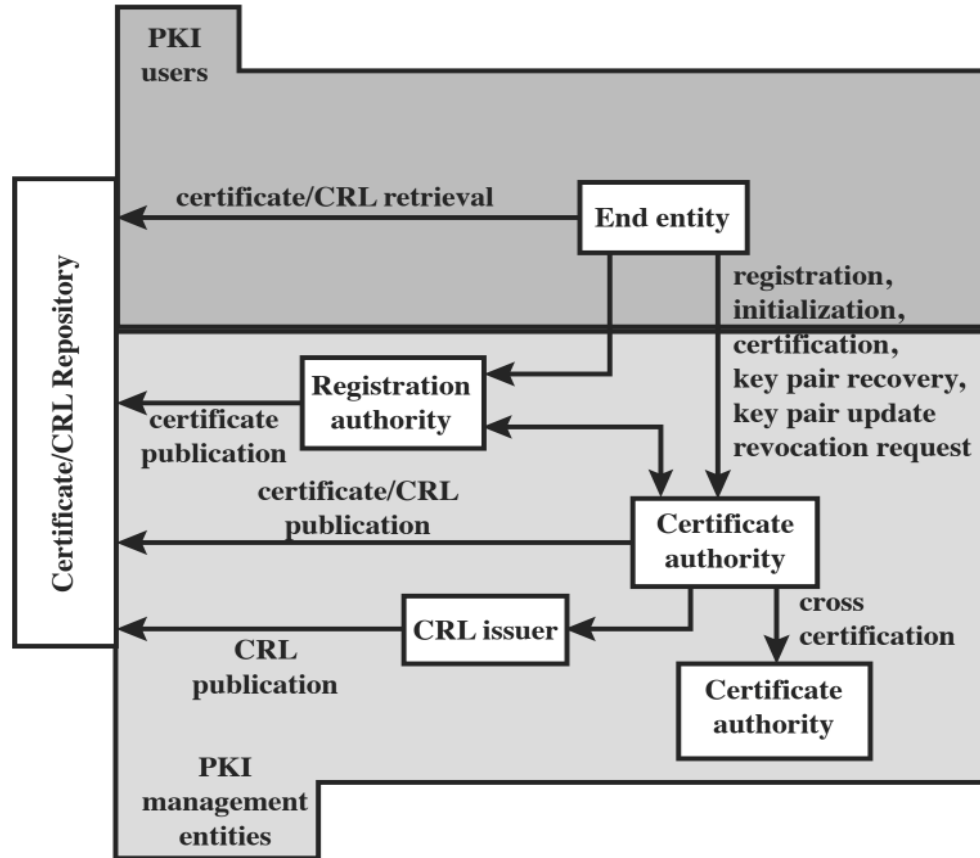 PKI
users
certificate/CRL retrieval
End entity
Certificate/CRL Repository
registration,
initialization,
certification,
key pair recovery,
key pair update
revocation request
Registration
authority
certificate
publication
certificate/CRL
publication
Certificate
authority
CRL issuer
CRL
publication
cross
certification
Certificate
authority
PKI
management
entities